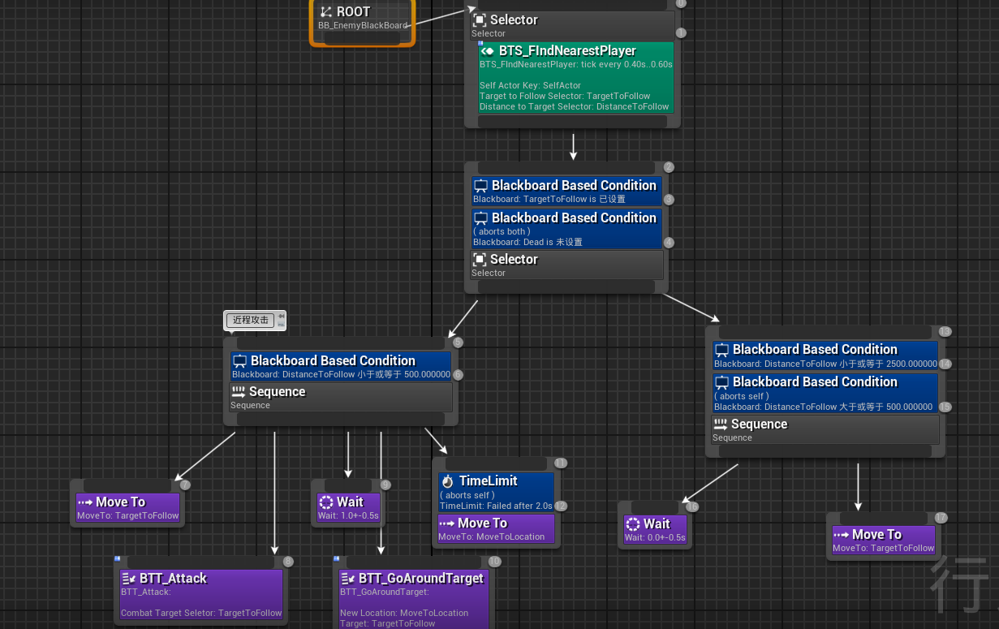 ROOT
BB_EnemyBlackBoard
0
Selector
Selector
1
BTS_FIndNearestPlayer
BTS_FIndNearestPlayer: tick every 0.40s..0.60s
Self Actor Key: SelfActor
Target to Follow Selector: TargetToFollow
Distance to Target Selector: DistanceToFollow
2
Blackboard Based Condition
Blackboard: TargetToFollow is 已设置
3
Blackboard Based Condition
( aborts both )
Blackboard: Dead is 未设置
4
Selector
Selector
近程攻击
5
Blackboard Based Condition
Blackboard: DistanceToFollow 小于或等于 500.000000
6
Sequence
Sequence
13
Blackboard Based Condition
Blackboard: DistanceToFollow 小于或等于 2500.000000
14
Blackboard Based Condition
( aborts self )
Blackboard: DistanceToFollow 大于或等于 500.000000
15
Sequence
Sequence
7
Move To
MoveTo: TargetToFollow
9
Wait
Wait: 1.0+-0.5s
11
TimeLimit
( aborts self )
TimeLimit: Failed after 2.0s
12
Move To
MoveTo: MoveToLocation
16
Wait
Wait: 0.0+-0.5s
17
Move To
MoveTo: TargetToFollow
8
BTT_Attack
BTT_Attack:
Combat Target Seletor: TargetToFollow
10
BTT_GoAroundTarget
BTT_GoAroundTarget:
New Location: MoveToLocation
Target: TargetToFollow
行